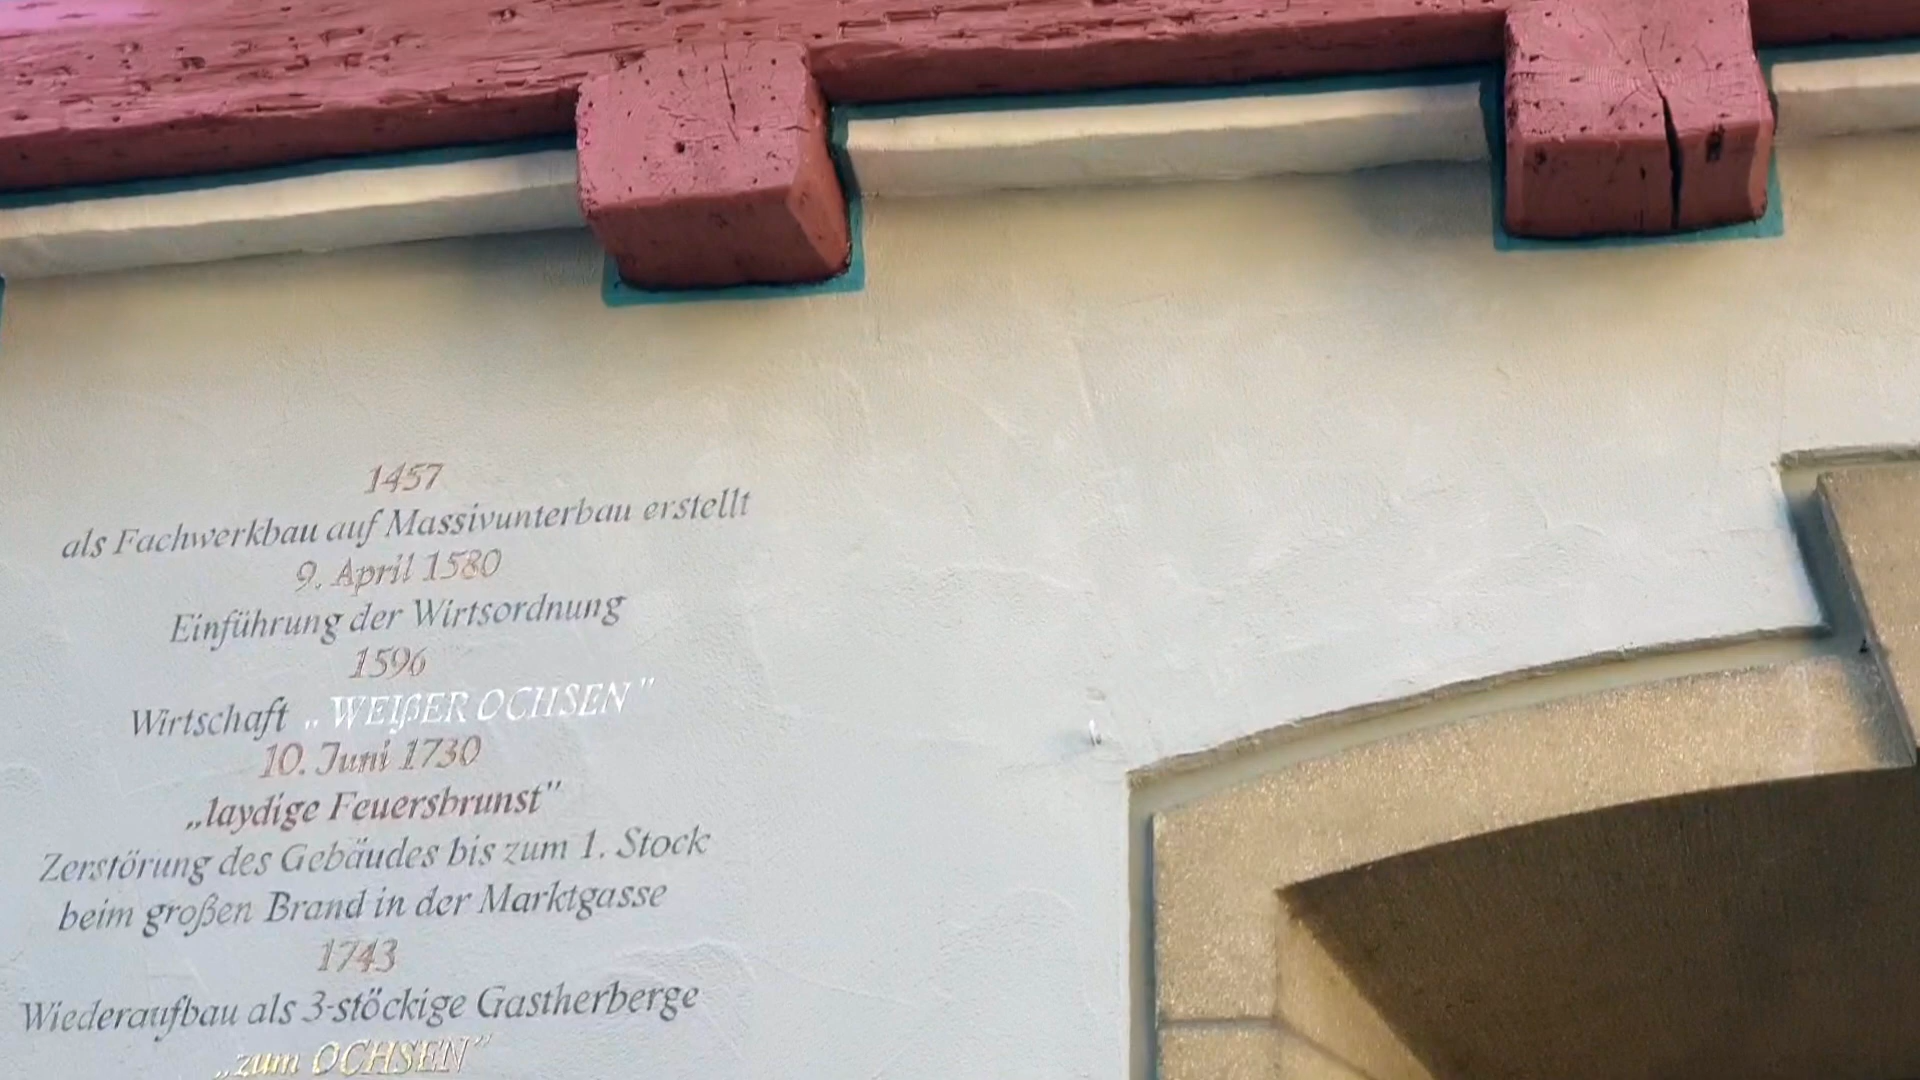 1457
als Fachwerkbau auf Massivunterbau erstellt
9. April 1580
Einführung der Wirtsordnung
1596
Wirtschaft „WEIßER OCHSEN"
10. Juni 1730
„laydige Feuersbrunst"
Zerstörung des Gebäudes bis zum 1. Stock
beim großen Brand in der Marktgasse
1743
Wiederaufbau als 3-stöckige Gastherberge
„zum OCHSEN"